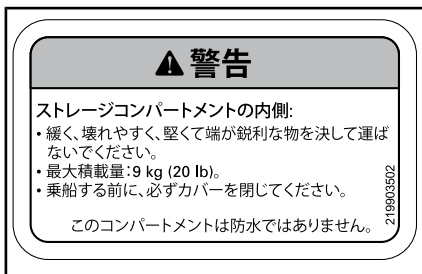 警告
ストレージコンパートメントの内側:
• 緩く、壊れやすく、堅くて端が鋭利な物を決して運ば
ないでください。
• 最大積載量:9 kg (20 lb)。
• 乗船する前に、必ずカバーを閉じてください。
このコンパートメントは防水ではありません。
219903502